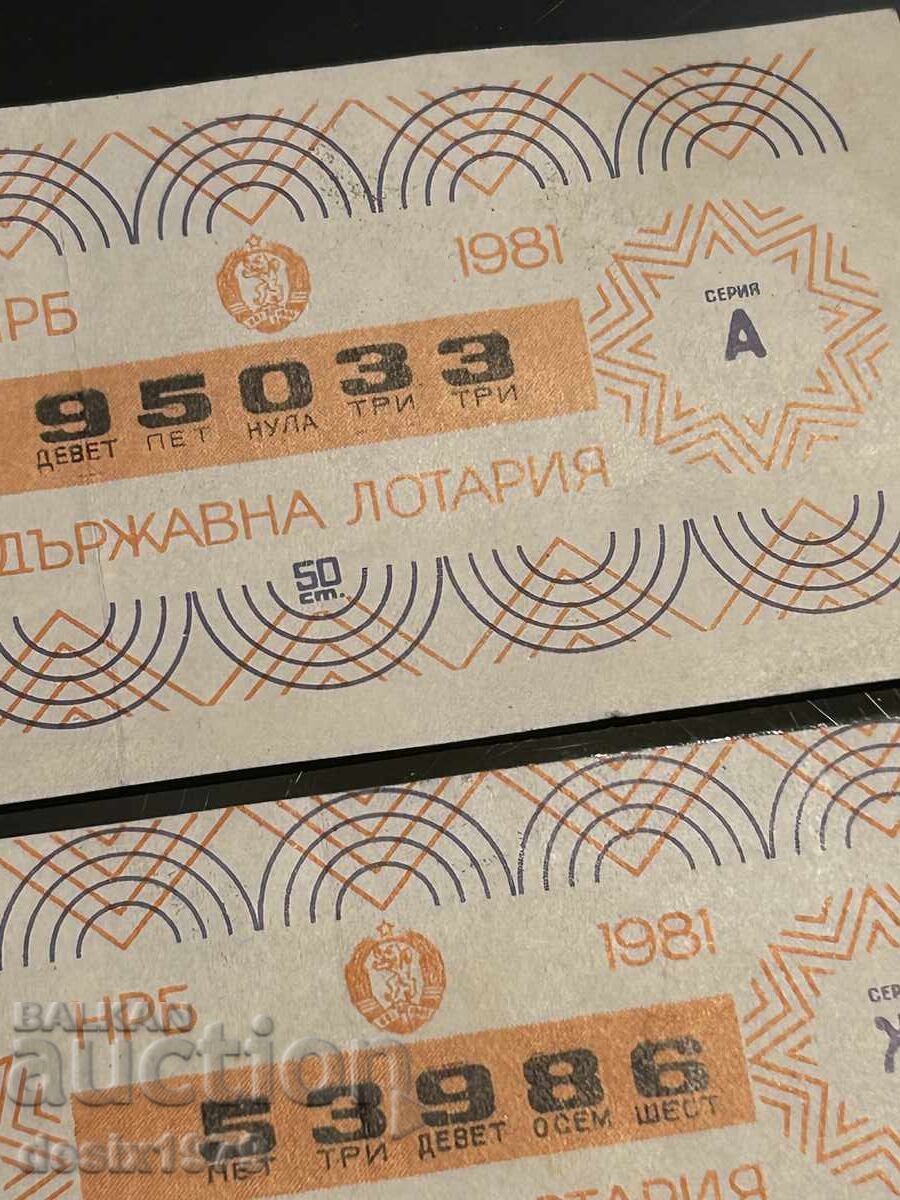 1981
НРБ
СЕРИЯ
А
95033
ДЕВЕТ ПЕТ НУЛА ТРИ ТРИ
ДЪРЖАВНА ЛОТАРИЯ
50
ст.
1981
НРБ
53986
ПЕТ ТРИ ДЕВЕТ ОСЕМ ШЕСТ
BALKAN
auction